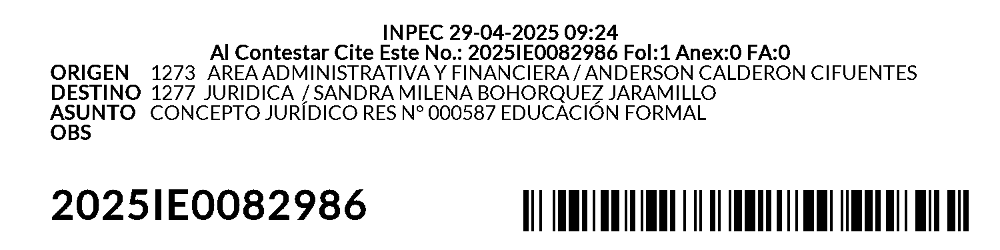 INPEC 29-04-2025 09:24
Al Contestar Cite Este No.: 2025IE0082986 Fol:1 Anex:0 FA:0
ORIGEN 1273 AREA ADMINISTRATIVA Y FINANCIERA / ANDERSON CALDERON CIFUENTES
DESTINO 1277 JURIDICA / SANDRA MILENA BOHORQUEZ JARAMILLO
ASUNTO CONCEPTO JURÍDICO RES N° 000587 EDUCACIÓN FORMAL
OBS
2025IE0082986